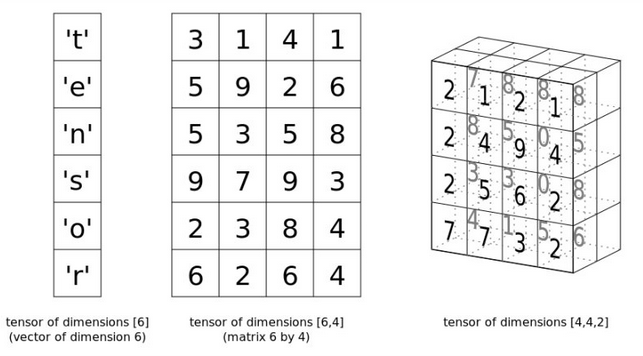 't'
'e'
'n'
's'
'o'
'r'
3 1 4 1
5 9 2 6
5 3 5 8
9 7 9 3
2 3 8 4
6 2 6 4
2 7 1 8 2 8 1 8
2 8 4 5 9 0 4 5
2 3 5 3 6 0 2 8
7 4 7 1 3 5 2 6
tensor of dimensions [6]
(vector of dimension 6)
tensor of dimensions [6,4]
(matrix 6 by 4)
tensor of dimensions [4,4,2]